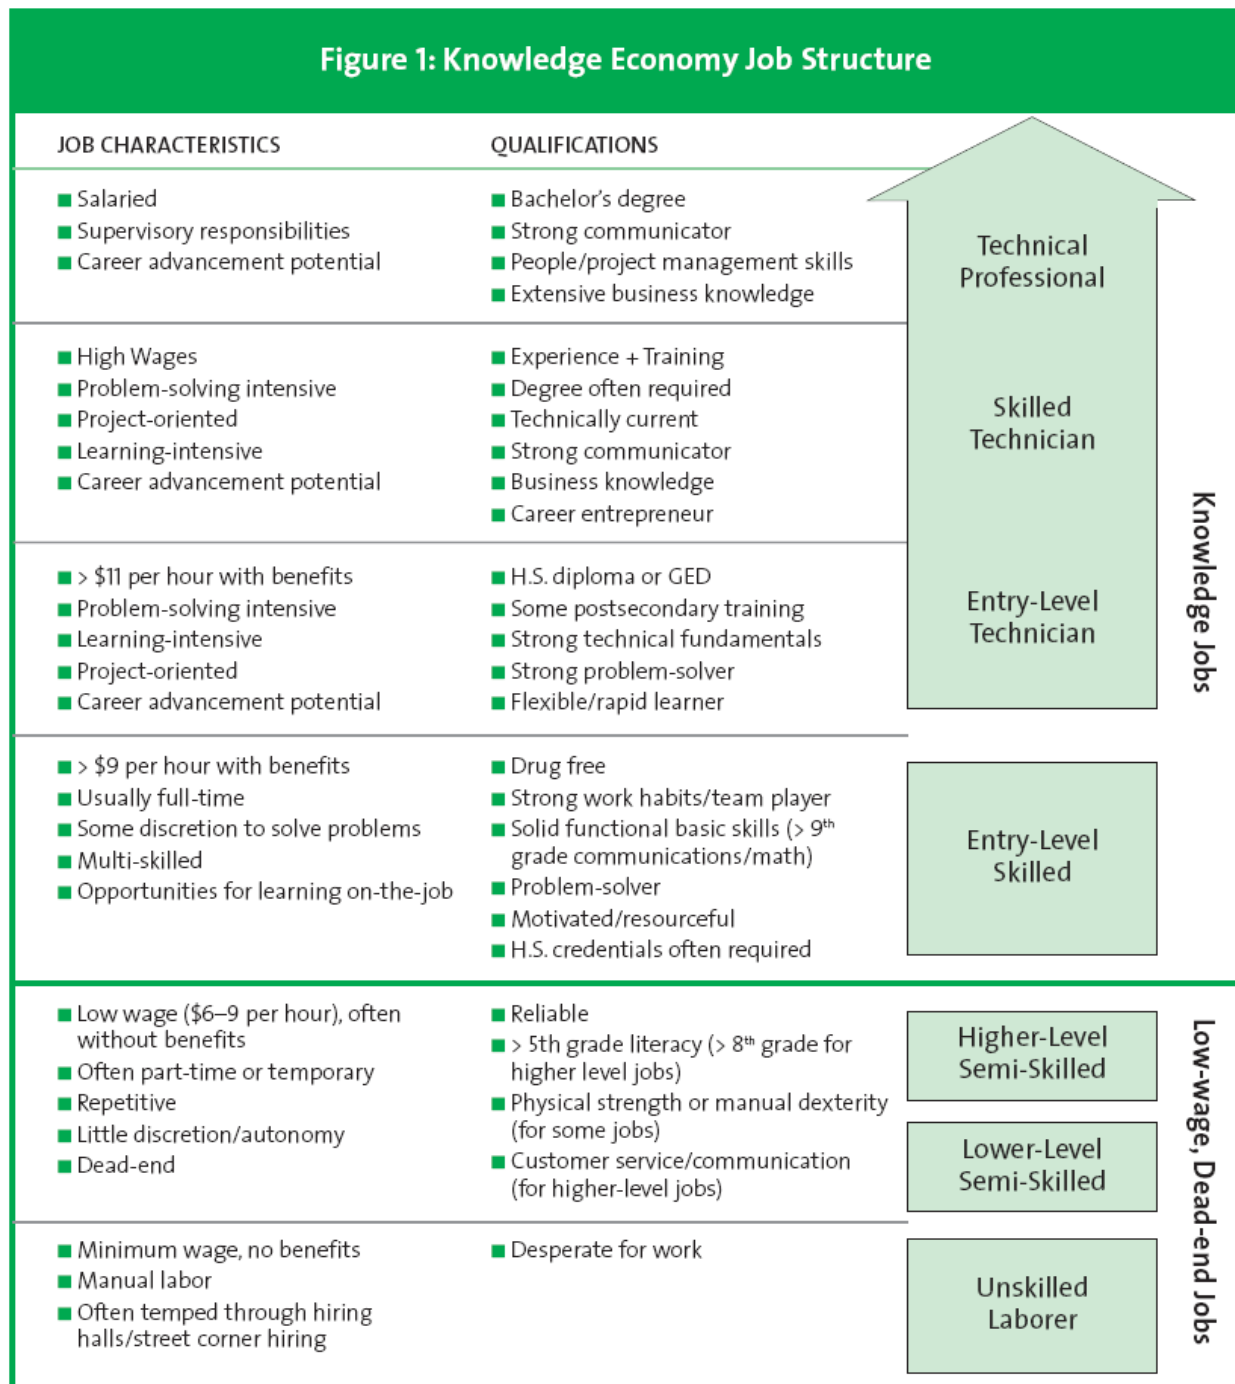 Figure 1: Knowledge Economy Job Structure
JOB CHARACTERISTICS
QUALIFICATIONS
■ Salaried
■ Supervisory responsibilities
■ Career advancement potential
■ Bachelor's degree
■ Strong communicator
■ People/project management skills
■ Extensive business knowledge
Technical
Professional
■ High Wages
■ Problem-solving intensive
■ Project-oriented
■ Learning-intensive
■ Career advancement potential
■ Experience + Training
■ Degree often required
■ Technically current
■ Strong communicator
■ Business knowledge
■ Career entrepreneur
Skilled
Technician
■ > $11 per hour with benefits
■ Problem-solving intensive
■ Learning-intensive
■ Project-oriented
■ Career advancement potential
■ H.S. diploma or GED
■ Some postsecondary training
■ Strong technical fundamentals
■ Strong problem-solver
■ Flexible/rapid learner
Entry-Level
Technician
■ > $9 per hour with benefits
■ Usually full-time
■ Some discretion to solve problems
■ Multi-skilled
■ Opportunities for learning on-the-job
■ Drug free
■ Strong work habits/team player
■ Solid functional basic skills (> 9th
grade communications/math)
■ Problem-solver
■ Motivated/resourceful
■ H.S. credentials often required
Entry-Level
Skilled
Knowledge Jobs
■ Low wage ($6–9 per hour), often
without benefits
■ Often part-time or temporary
■ Repetitive
■ Little discretion/autonomy
■ Dead-end
■ Reliable
■ > 5th grade literacy (> 8th grade for
higher level jobs)
■ Physical strength or manual dexterity
(for some jobs)
■ Customer service/communication
(for higher-level jobs)
Higher-Level
Semi-Skilled
Lower-Level
Semi-Skilled
■ Minimum wage, no benefits
■ Manual labor
■ Often temped through hiring
halls/street corner hiring
■ Desperate for work
Unskilled
Laborer
Low-wage, Dead-end Jobs